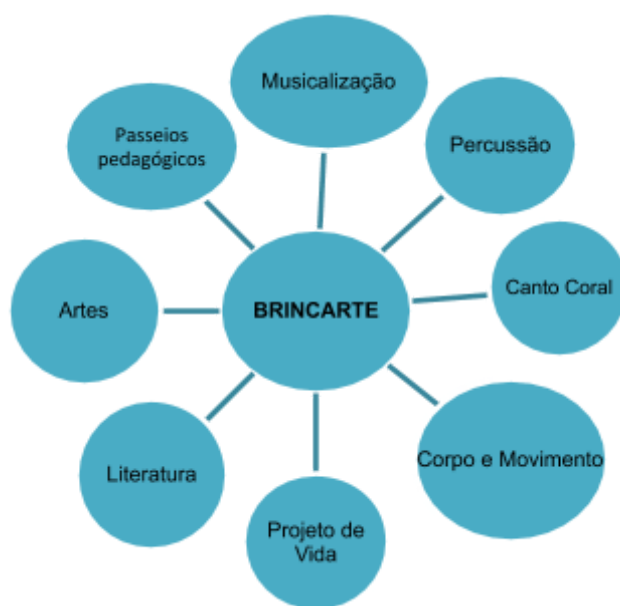 Musicalização
Passeios
pedagógicos
Percussão
Canto Coral
Artes
BRINCARTE
Corpo e Movimento
Literatura
Projeto de
Vida